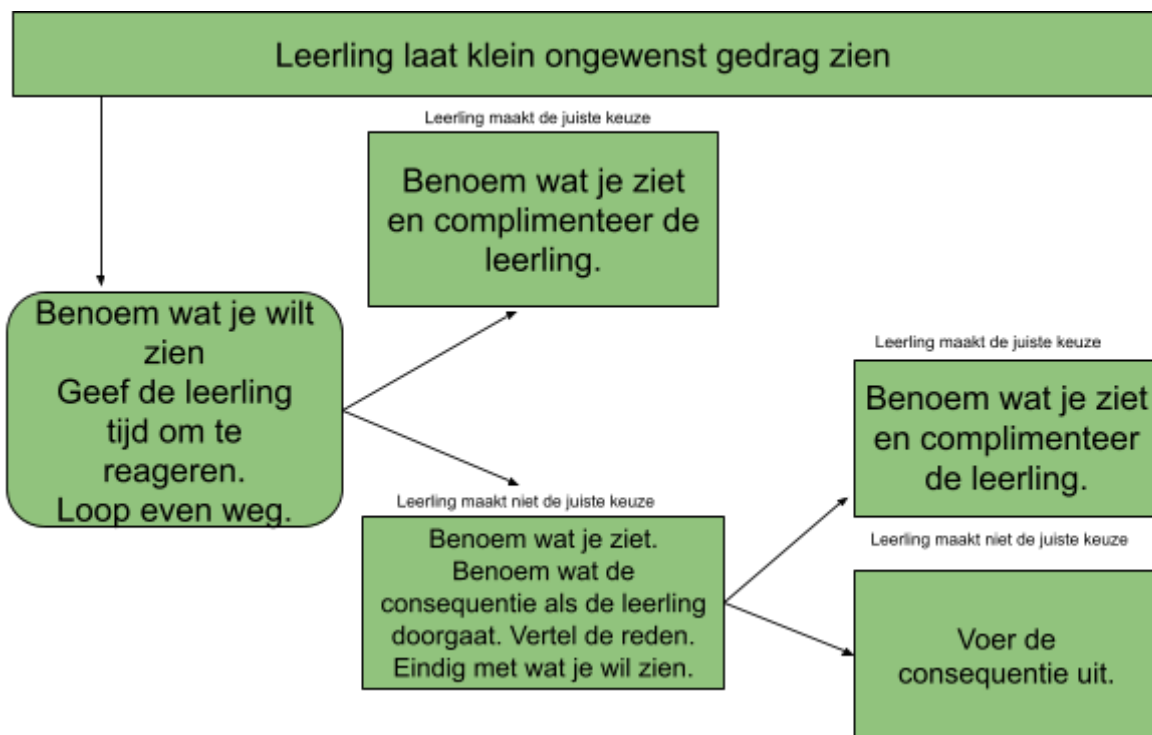 Leerling laat klein ongewenst gedrag zien
Leerling maakt de juiste keuze
Benoem wat je ziet
en complimenteer de
leerling.
Benoem wat je wilt
zien
Geef de leerling
tijd om te
reageren.
Loop even weg.
Leerling maakt niet de juiste keuze
Benoem wat je ziet.
Benoem wat de
consequentie als de leerling
doorgaat. Vertel de reden.
Eindig met wat je wil zien.
Leerling maakt de juiste keuze
Benoem wat je ziet
en complimenteer
de leerling.
Leerling maakt niet de juiste keuze
Voer de
consequentie uit.